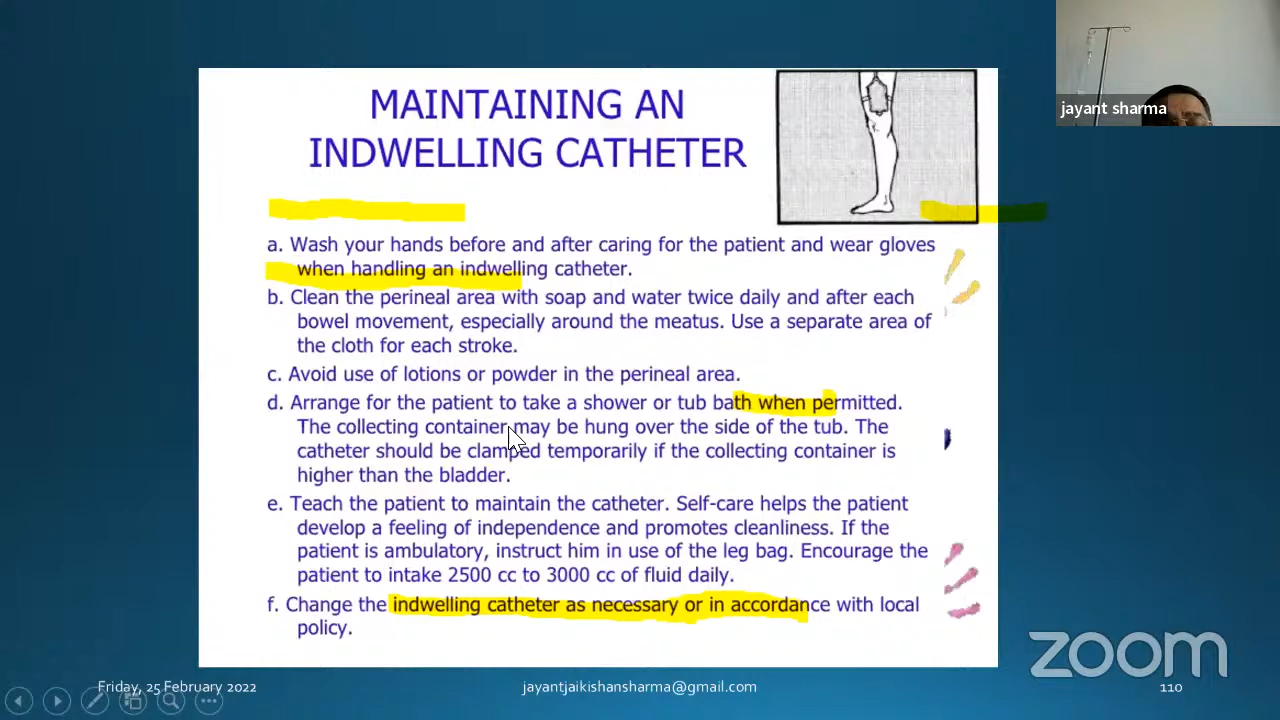 jayant sharma
MAINTAINING AN
INDWELLING CATHETER
a. Wash your hands before and after caring for the patient and wear gloves
when handling an indwelling catheter.
b. Clean the perineal area with soap and water twice daily and after each
bowel movement, especially around the meatus. Use a separate area of
the cloth for each stroke.
c. Avoid use of lotions or powder in the perineal area.
d. Arrange for the patient to take a shower or tub bath when permitted.
The collecting container may be hung over the side of the tub. The
catheter should be clamped temporarily if the collecting container is
higher than the bladder.
e. Teach the patient to maintain the catheter. Self-care helps the patient
develop a feeling of independence and promotes cleanliness. If the
patient is ambulatory, instruct him in use of the leg bag. Encourage the
patient to intake 2500 cc to 3000 cc of fluid daily.
f. Change the indwelling catheter as necessary or in accordance with local
policy.
zoom
Friday, 25 February 2022
jayantjaikishansharma@gmail.com
110